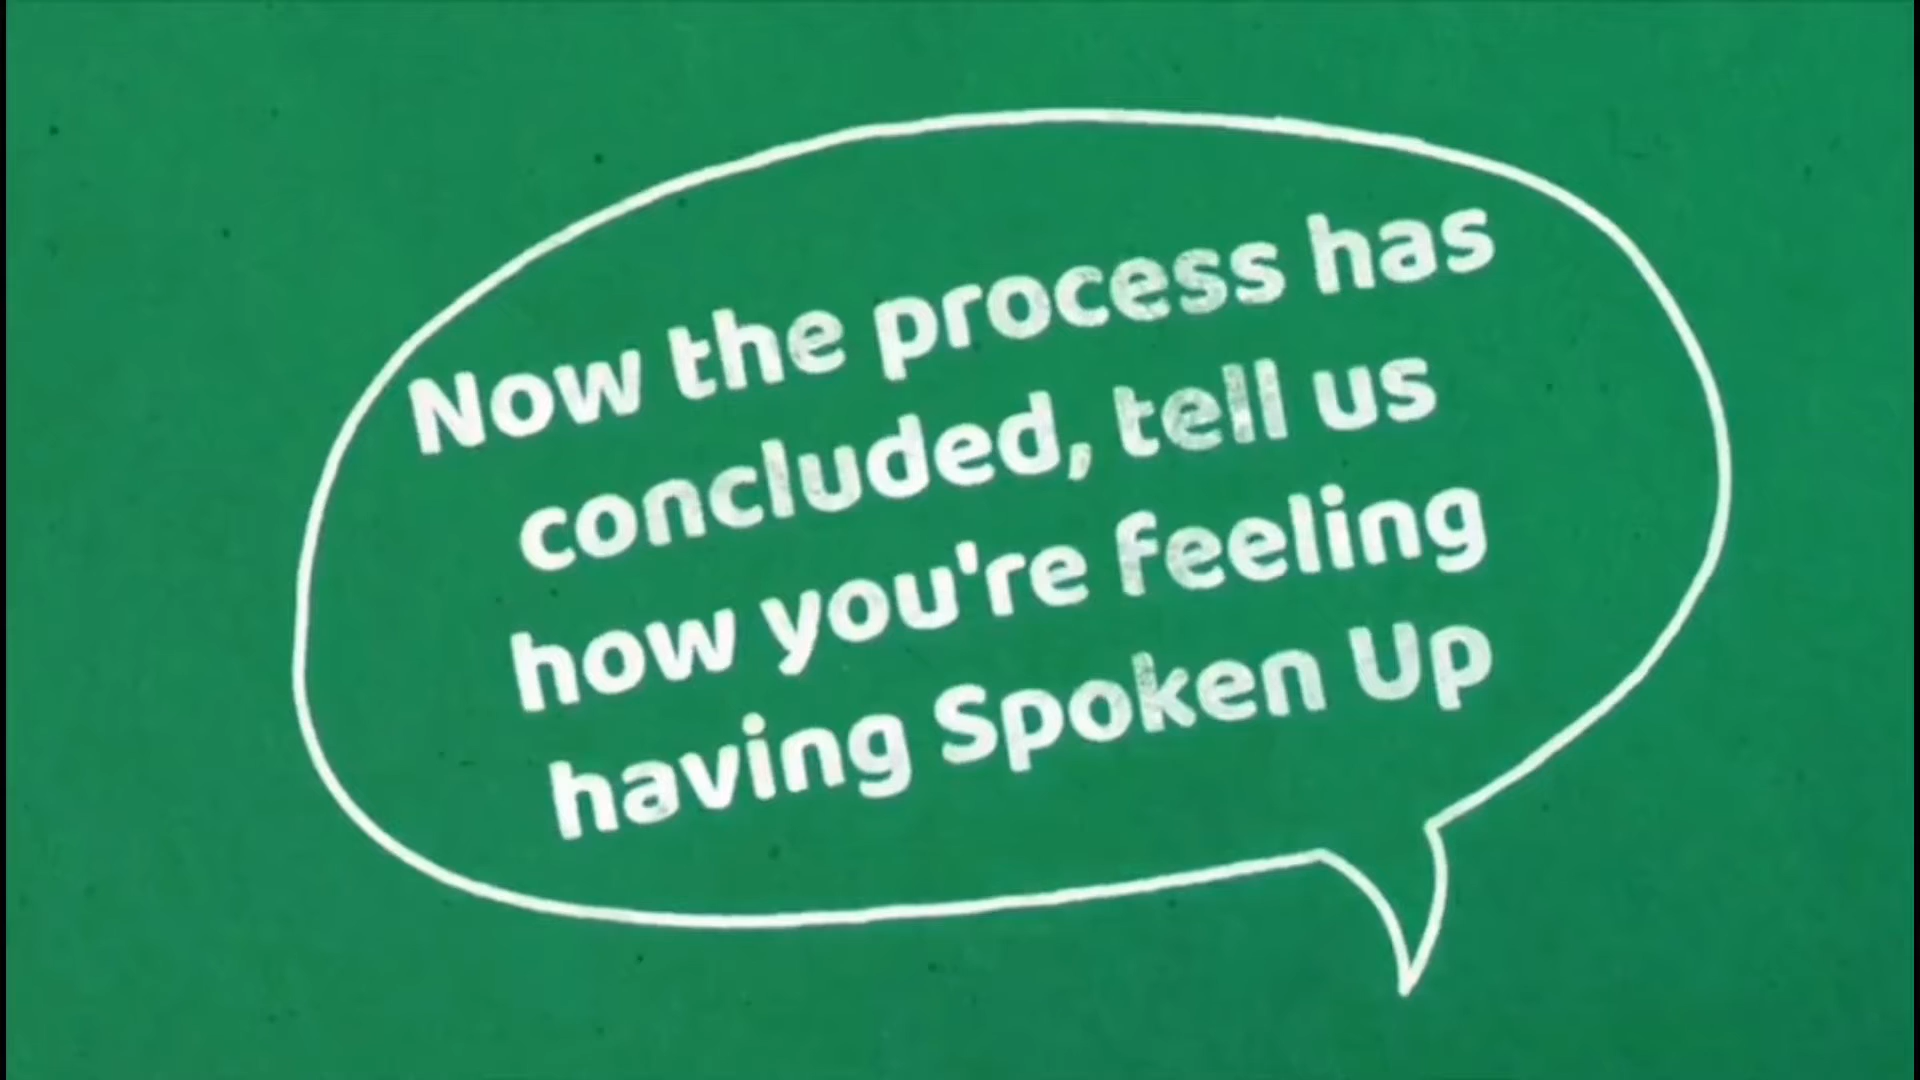 Now the process has
concluded, tell us
how you're feeling
having Spoken Up